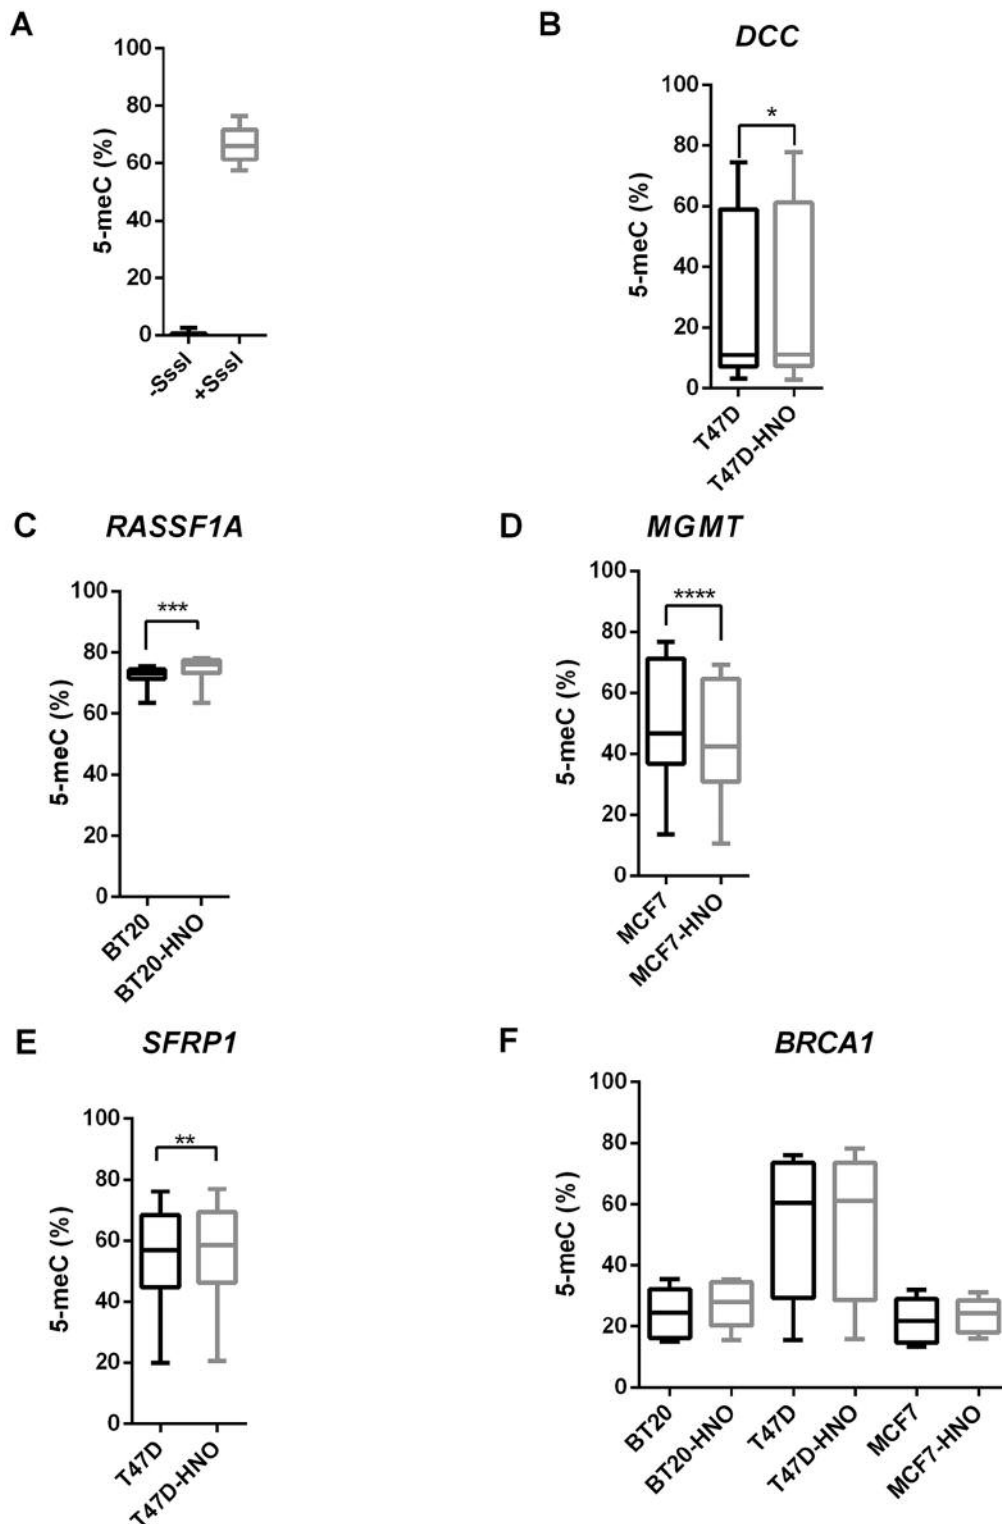 A
100
80
60
40
20
0
5-meC (%)
-SssI
+SssI
B
DCC
100
80
60
40
20
0
5-meC (%)
*
T47D
T47D-HNO
C
RASSF1A
100
80
60
40
20
0
5-meC (%)
***
BT20
BT20-HNO
D
MGMT
100
80
60
40
20
0
5-meC (%)
****
MCF7
MCF7-HNO
E
SFRP1
100
80
60
40
20
0
5-meC (%)
**
T47D
T47D-HNO
F
BRCA1
100
80
60
40
20
0
5-meC (%)
BT20
BT20-HNO
T47D
T47D-HNO
MCF7
MCF7-HNO